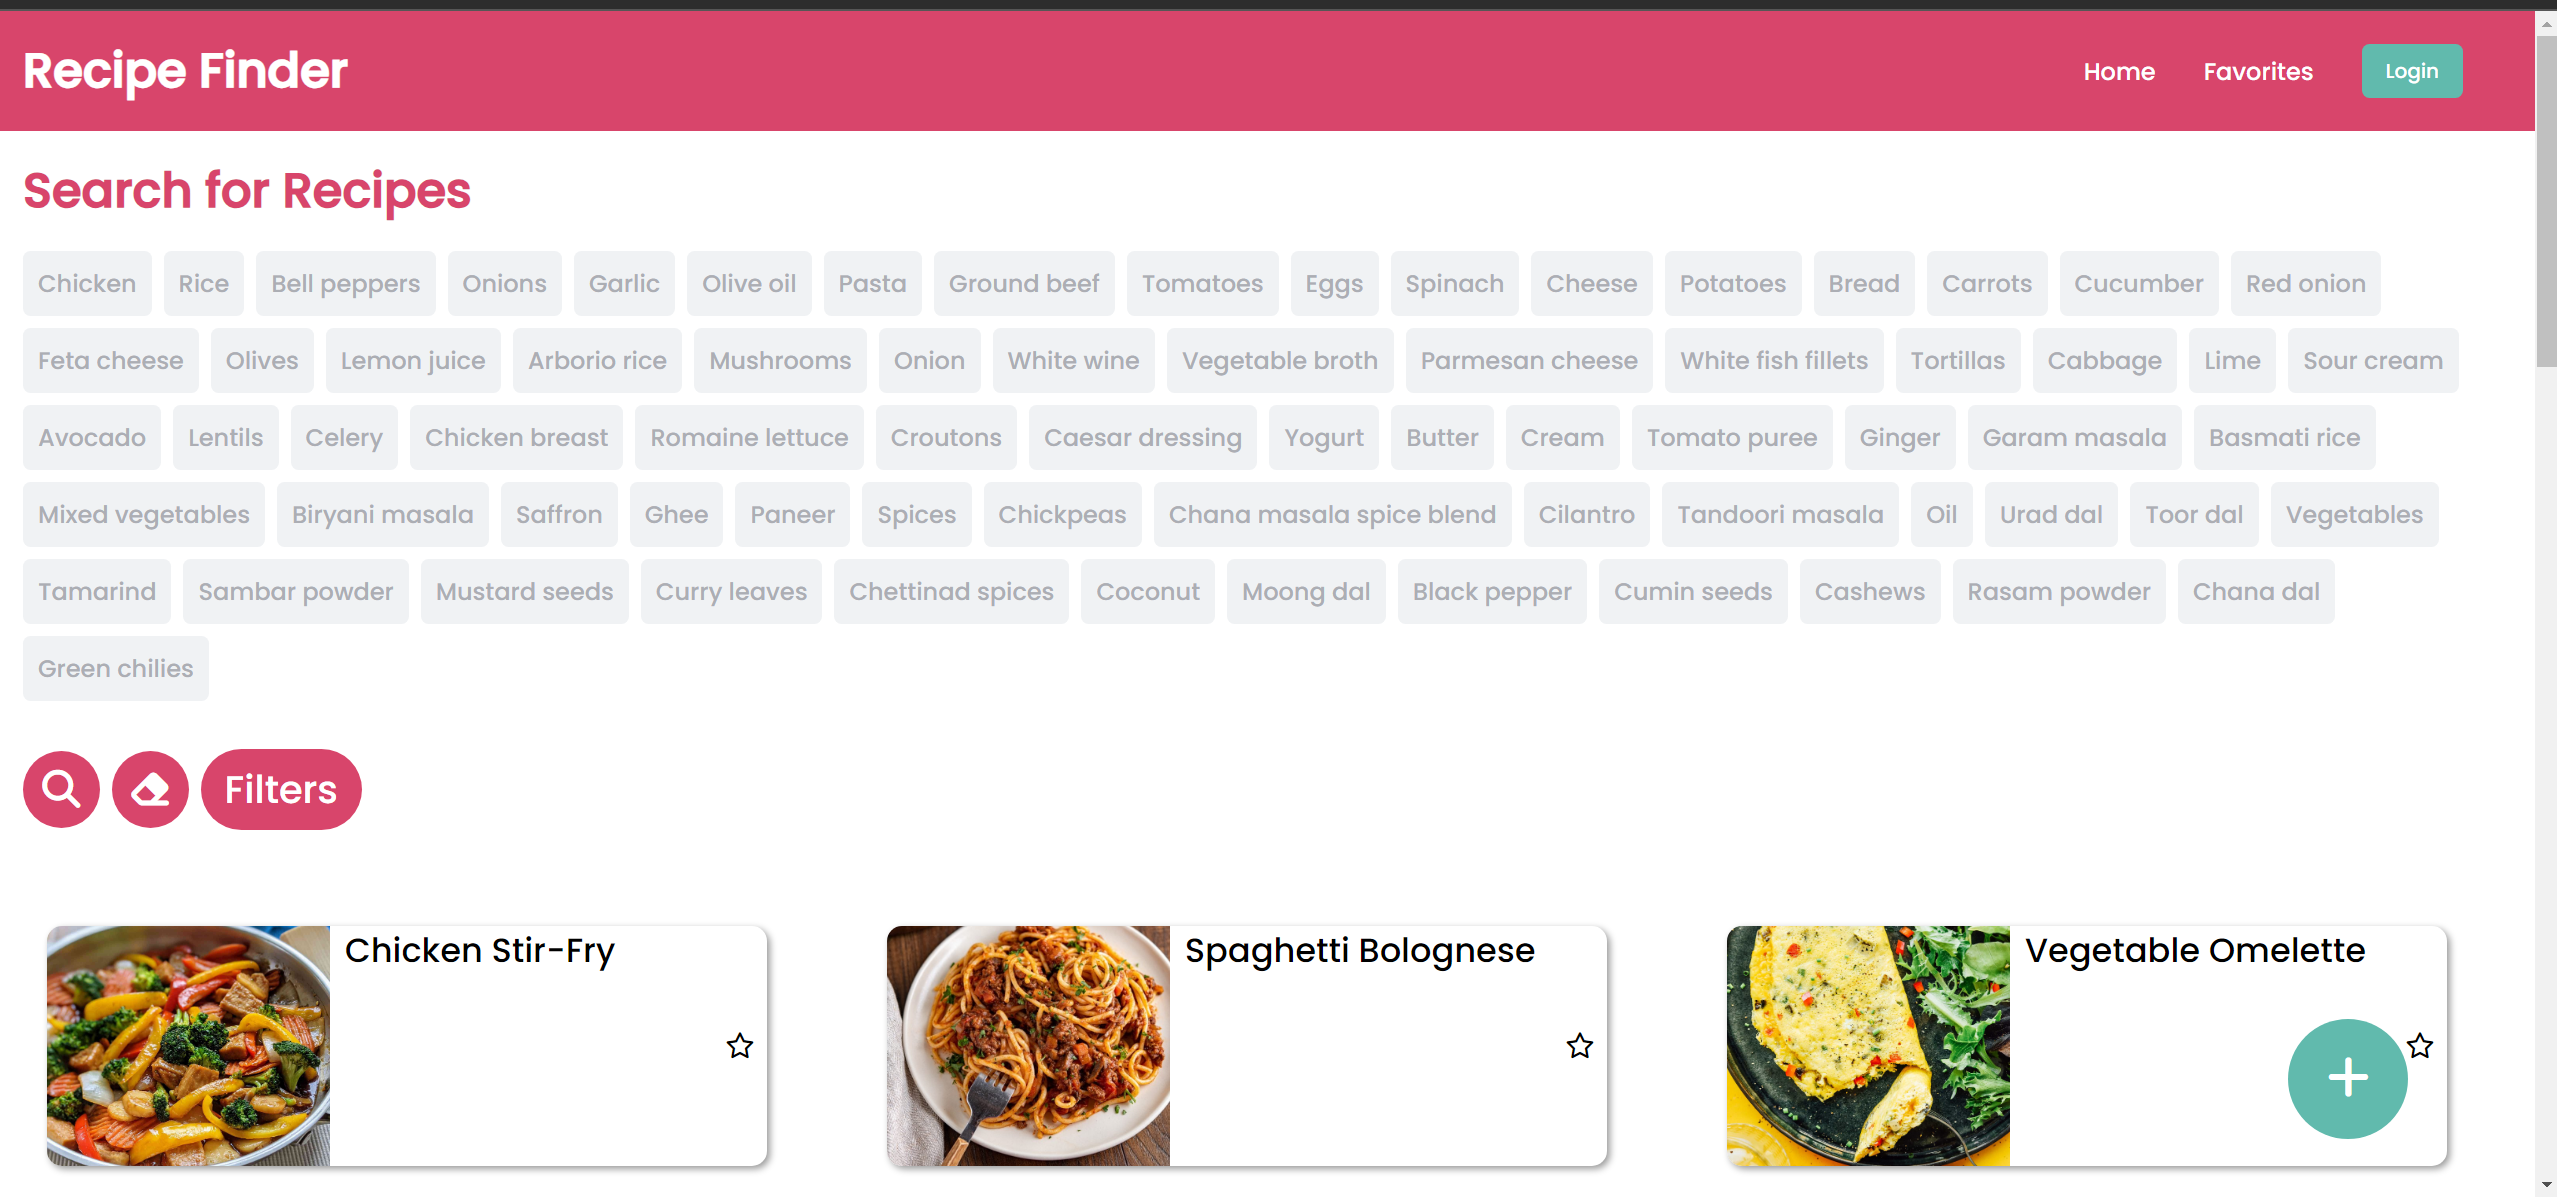 Recipe Finder Home Favorites Login
Search for Recipes
Chicken Rice Bell peppers Onions Garlic Olive oil Pasta Ground beef Tomatoes Eggs Spinach Cheese Potatoes Bread Carrots Cucumber Red onion
Feta cheese Olives Lemon juice Arborio rice Mushrooms Onion White wine Vegetable broth Parmesan cheese White fish fillets Tortillas Cabbage Lime Sour cream
Avocado Lentils Celery Chicken breast Romaine lettuce Croutons Caesar dressing Yogurt Butter Cream Tomato puree Ginger Garam masala Basmati rice
Mixed vegetables Biryani masala Saffron Ghee Paneer Spices Chickpeas Chana masala spice blend Cilantro Tandoori masala Oil Urad dal Toor dal Vegetables
Tamarind Sambar powder Mustard seeds Curry leaves Chettinad spices Coconut Moong dal Black pepper Cumin seeds Cashews Rasam powder Chana dal
Green chilies
Filters
Chicken Stir-Fry Spaghetti Bolognese Vegetable Omelette